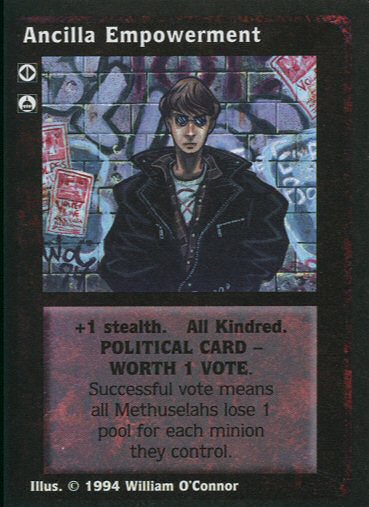 Ancilla Empowerment
WoC
+1 stealth. All Kindred.
POLITICAL CARD –
WORTH 1 VOTE.
Successful vote means
all Methuselahs lose 1
pool for each minion
they control.
Illus. © 1994 William O'Connor